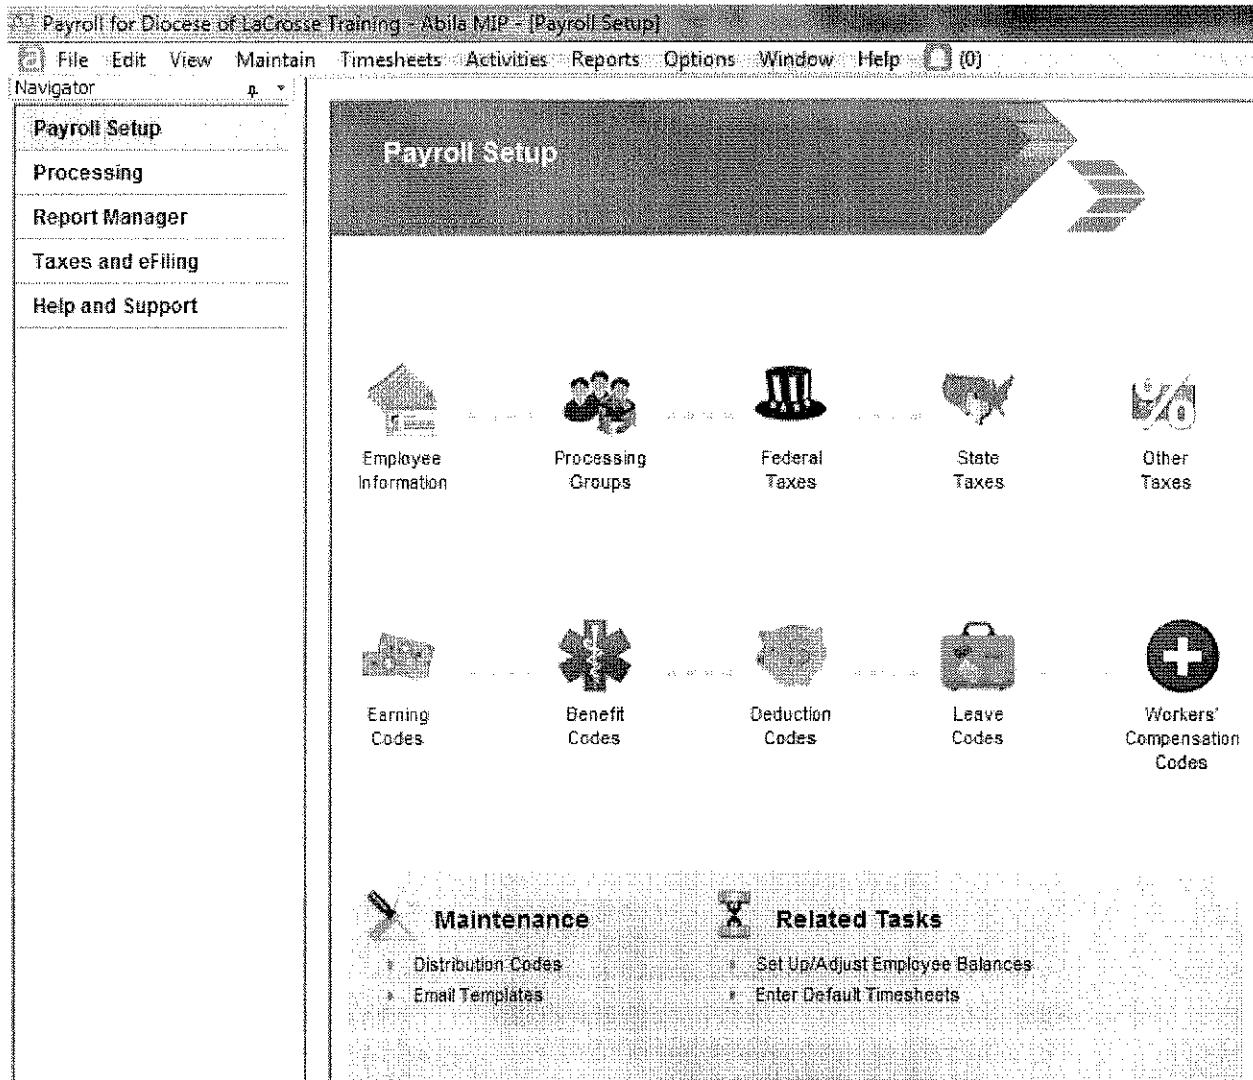 Payroll for Diocese of LaCrosse Training - Abila MIP - [Payroll Setup]
File Edit View Maintain Timesheets Activities Reports Options Window Help (0)
Navigator
Payroll Setup
Processing
Report Manager
Taxes and eFiling
Help and Support
Payroll Setup
Employee
Information
Processing
Groups
Federal
Taxes
State
Taxes
Other
Taxes
Earning
Codes
Benefit
Codes
Deduction
Codes
Leave
Codes
Workers'
Compensation
Codes
Maintenance
Distribution Codes
Email Templates
Related Tasks
Set Up/Adjust Employee Balances
Enter Default Timesheets